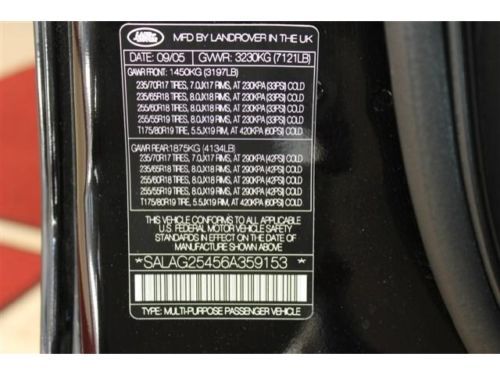 LAND ROVER
MFD BY LANDROVER IN THE UK
DATE: 09/05 GVWR: 3230KG (7121LB)
GAWR FRONT: 1450KG (3197LB)
235/70R17 TIRES, 7.0JX17 RIMS, AT 230KPA (33PSI) COLD
235/65R18 TIRES, 8.0JX18 RIMS, AT 230KPA (33PSI) COLD
255/60R18 TIRES, 8.0JX18 RIMS, AT 230KPA (33PSI) COLD
255/55R19 TIRES, 8.0JX19 RIMS, AT 230KPA (33PSI) COLD
T175/80R19 TIRE, 5.5JX19 RIM, AT 420KPA (60PSI) COLD
GAWR REAR: 1875KG (4134LB)
235/70R17 TIRES, 7.0JX17 RIMS, AT 290KPA (42PSI) COLD
235/65R18 TIRES, 8.0JX18 RIMS, AT 290KPA (42PSI) COLD
255/60R18 TIRES, 8.0JX18 RIMS, AT 290KPA (42PSI) COLD
255/55R19 TIRES, 8.0JX19 RIMS, AT 290KPA (42PSI) COLD
T175/80R19 TIRE, 5.5JX19 RIM, AT 420KPA (60PSI) COLD
THIS VEHICLE CONFORMS TO ALL APPLICABLE
U.S. FEDERAL MOTOR VEHICLE SAFETY
STANDARDS IN EFFECT ON THE DATE OF
MANUFACTURE SHOWN ABOVE
*SALAG25456A359153*
TYPE: MULTI-PURPOSE PASSENGER VEHICLE